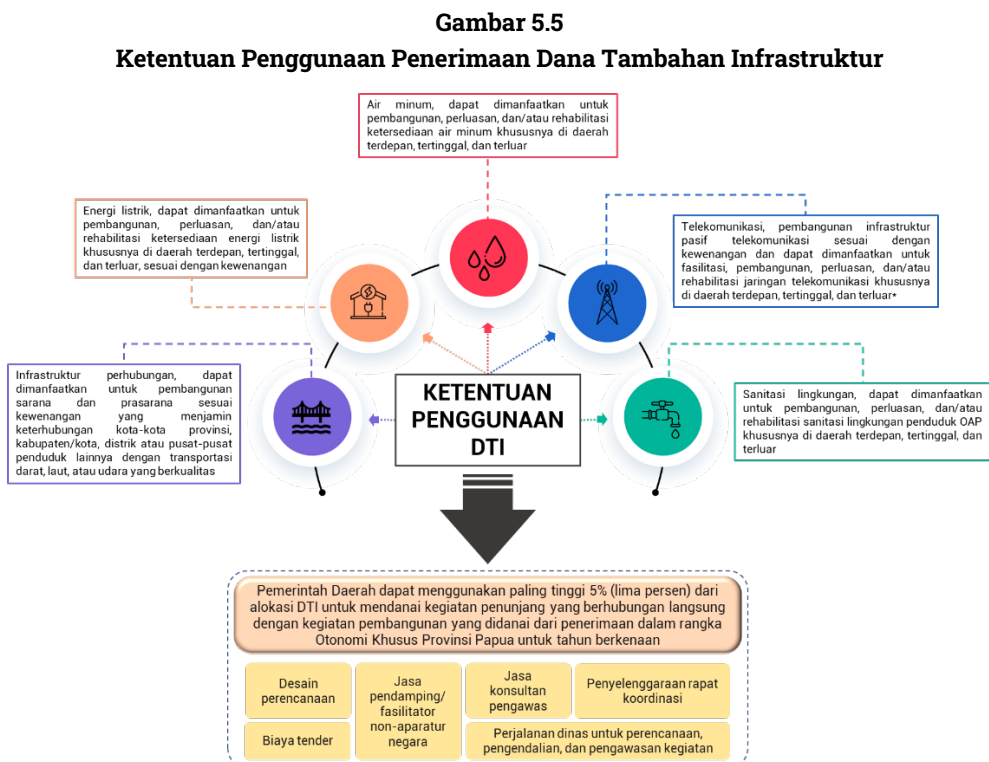 Gambar 5.5
Ketentuan Penggunaan Penerimaan Dana Tambahan Infrastruktur
Air minum, dapat dimanfaatkan untuk
pembangunan, perluasan, dan/atau rehabilitasi
ketersediaan air minum khususnya di daerah
terdepan, tertinggal, dan terluar
Energi listrik, dapat dimanfaatkan untuk
pembangunan, perluasan, dan/atau
rehabilitasi ketersediaan energi listrik
khususnya di daerah terdepan, tertinggal,
dan terluar, sesuai dengan kewenangan
Telekomunikasi, pembangunan infrastruktur
pasif telekomunikasi sesuai dengan
kewenangan dan dapat dimanfaatkan untuk
fasilitasi, pembangunan, perluasan, dan/atau
rehabilitasi jaringan telekomunikasi khususnya
di daerah terdepan, tertinggal, dan terluar*
Infrastruktur perhubungan, dapat
dimanfaatkan untuk pembangunan
sarana dan prasarana sesuai
kewenangan yang menjamin
keterhubungan kota-kota provinsi,
kabupaten/kota, distrik atau pusat-pusat
penduduk lainnya dengan transportasi
darat, laut, atau udara yang berkualitas
KETENTUAN
PENGGUNAAN
DTI
Sanitasi lingkungan, dapat dimanfaatkan
untuk pembangunan, perluasan, dan/atau
rehabilitasi sanitasi lingkungan penduduk OAP
khususnya di daerah terdepan, tertinggal, dan
terluar
Pemerintah Daerah dapat menggunakan paling tinggi 5% (lima persen) dari
alokasi DTI untuk mendanai kegiatan penunjang yang berhubungan langsung
dengan kegiatan pembangunan yang didanai dari penerimaan dalam rangka
Otonomi Khusus Provinsi Papua untuk tahun berkenaan
Desain
perencanaan
Jasa
pendamping/
fasilitator
non-aparatur
negara
Jasa
konsultan
pengawas
Penyelenggaraan rapat
koordinasi
Biaya tender
Perjalanan dinas untuk perencanaan,
pengendalian, dan pengawasan kegiatan